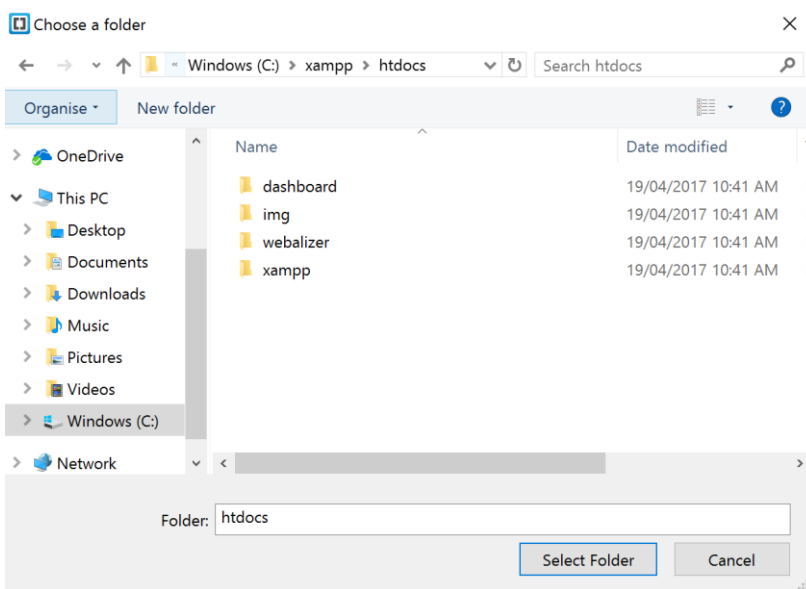 Choose a folder
« Windows (C:) > xampp > htdocs
Search htdocs
Organise
New folder
?
OneDrive
This PC
Desktop
Documents
Downloads
Music
Pictures
Videos
Windows (C:)
Network
Name Date modified
dashboard 19/04/2017 10:41 AM
img 19/04/2017 10:41 AM
webalizer 19/04/2017 10:41 AM
xampp 19/04/2017 10:41 AM
Folder: htdocs
Select Folder
Cancel